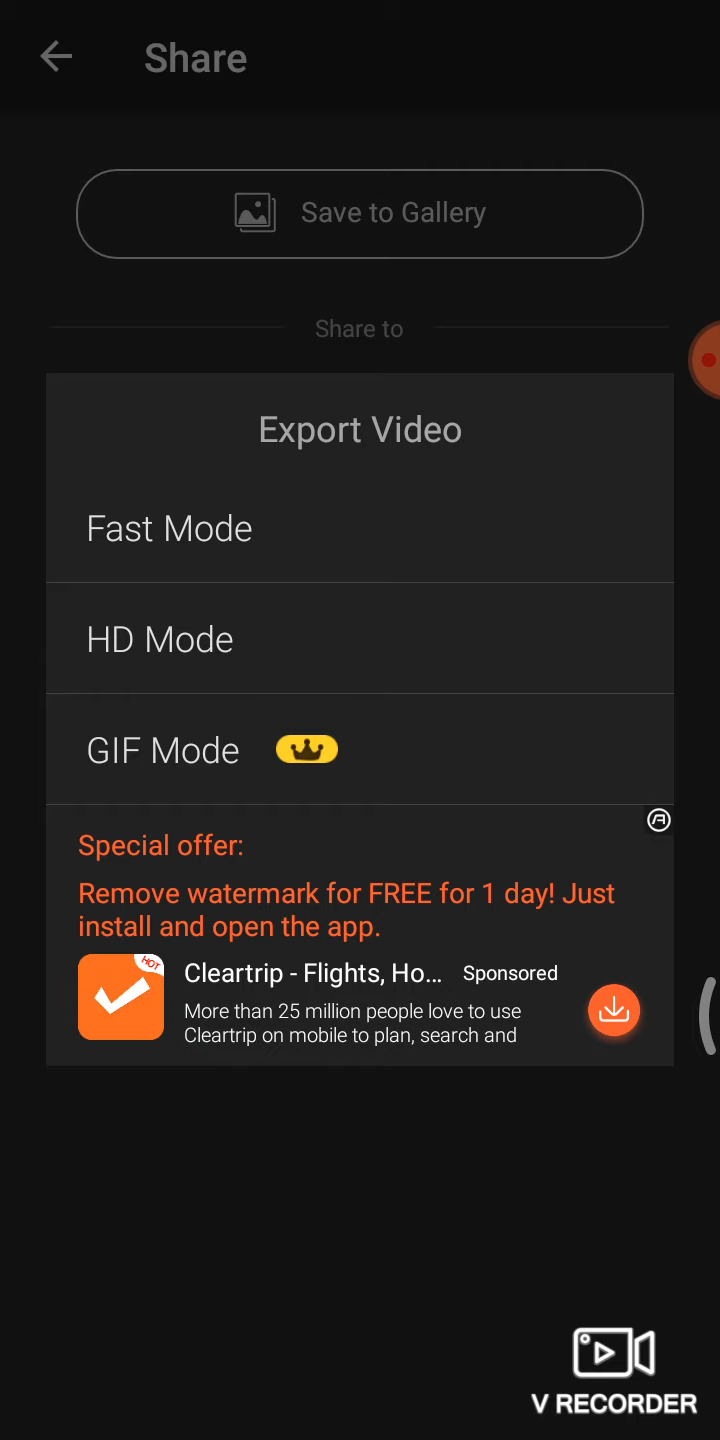 Share
Save to Gallery
Share to
Export Video
Fast Mode
HD Mode
GIF Mode
Special offer:
Remove watermark for FREE for 1 day! Just
install and open the app.
HOT
Cleartrip - Flights, Ho... Sponsored
More than 25 million people love to use
Cleartrip on mobile to plan, search and
V RECORDER